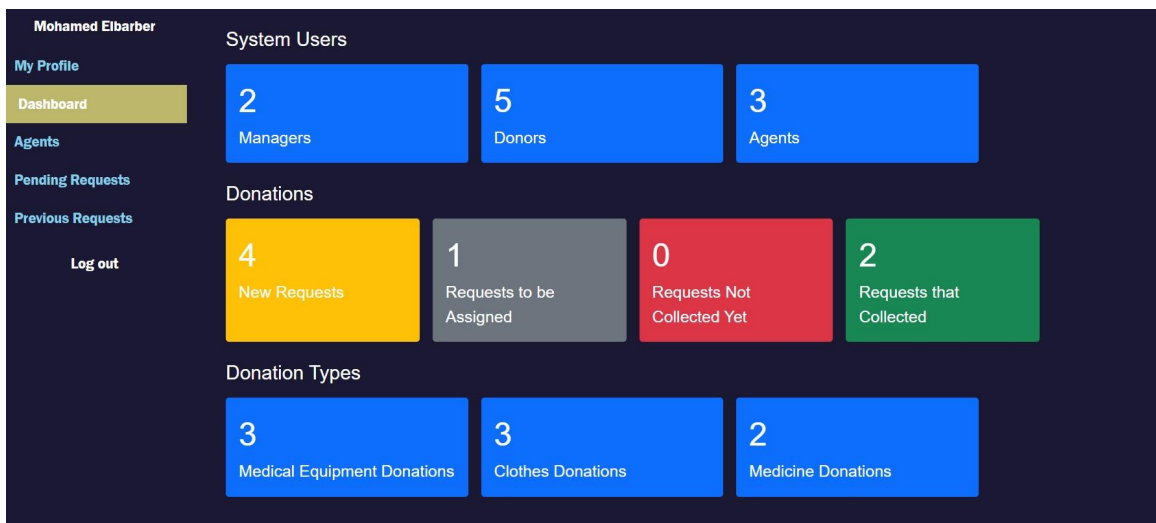 Mohamed Elbarber
My Profile
Dashboard
Agents
Pending Requests
Previous Requests
Log out
System Users
2
Managers
5
Donors
3
Agents
Donations
4
New Requests
1
Requests to be
Assigned
0
Requests Not
Collected Yet
2
Requests that
Collected
Donation Types
3
Medical Equipment Donations
3
Clothes Donations
2
Medicine Donations